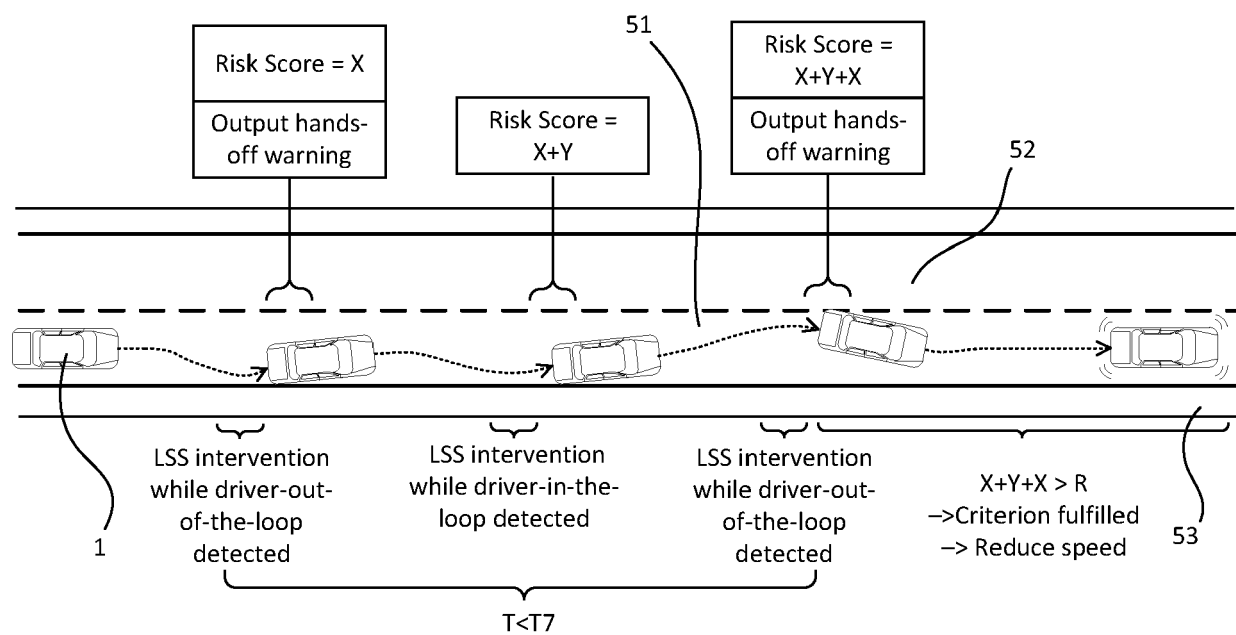 Risk Score = X
Output hands-
off warning
Risk Score =
X+Y
51
Risk Score =
X+Y+X
Output hands-
off warning
52
LSS intervention
while driver-out-
of-the-loop
detected
LSS intervention
while driver-in-the-
loop detected
LSS intervention
while driver-out-
of-the-loop
detected
X+Y+X > R
–>Criterion fulfilled
–> Reduce speed
53
1
T<T7